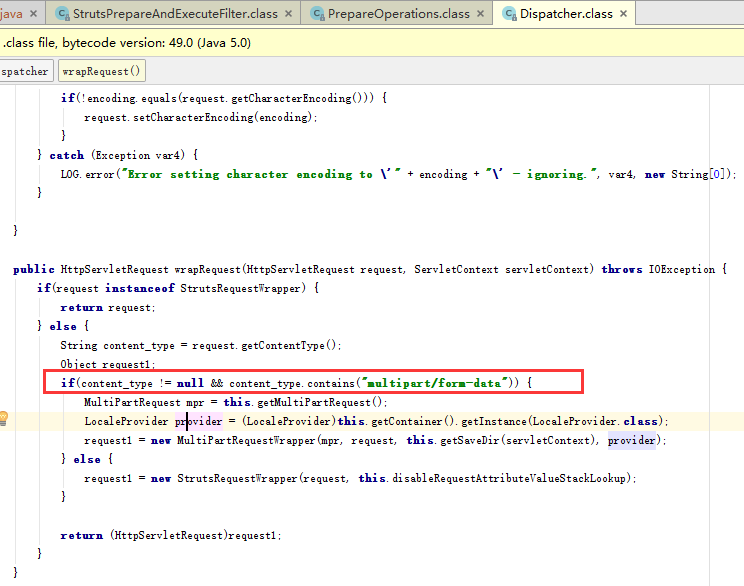 java × StrutsPrepareAndExecuteFilter.class × PrepareOperations.class × Dispatcher.class ×
.class file, bytecode version: 49.0 (Java 5.0)
spatcher wrapRequest()
if(!encoding.equals(request.getCharacterEncoding())) {
request.setCharacterEncoding(encoding);
}
} catch (Exception var4) {
LOG.error("Error setting character encoding to \'" + encoding + "\' - ignoring.", var4, new String[0]);
}
}
public HttpServletRequest wrapRequest(HttpServletRequest request, ServletContext servletContext) throws IOException {
if(request instanceof StrutsRequestWrapper) {
return request;
} else {
String content_type = request.getContentType();
Object request1;
if(content_type != null && content_type.contains("multipart/form-data")) {
MultiPartRequest mpr = this.getMultiPartRequest();
LocaleProvider provider = (LocaleProvider)this.getContainer().getInstance(LocaleProvider.class);
request1 = new MultiPartRequestWrapper(mpr, request, this.getSaveDir(servletContext), provider);
} else {
request1 = new StrutsRequestWrapper(request, this.disableRequestAttributeValueStackLookup);
}
return (HttpServletRequest)request1;
}
}